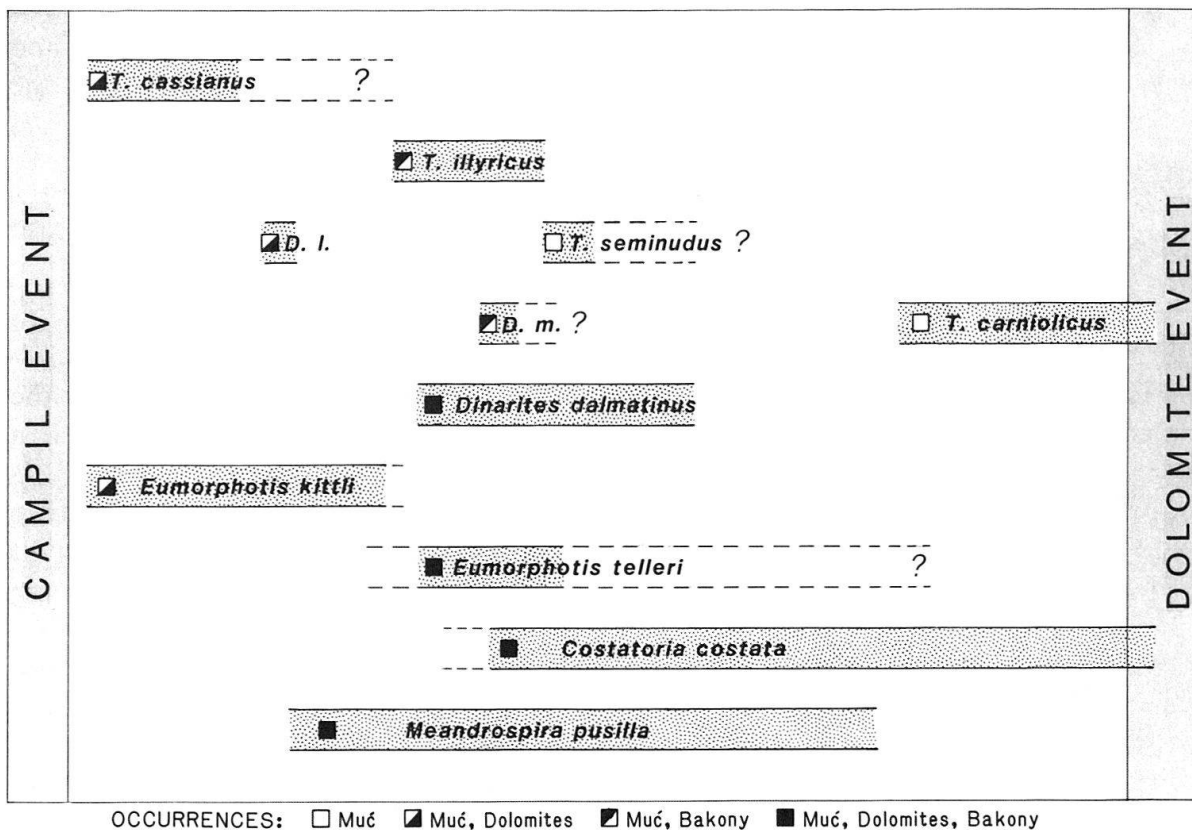 CAMPIL EVENT
T. cassianus ?
T. illyricus
D. l.
T. seminudus ?
D. m. ?
T. carniolicus
Dinarites dalmatinus
Eumorphotis kittli
Eumorphotis telleri ?
Costatoria costata
Meandrospira pusilla
DOLOMITE EVENT
OCCURRENCES: Muć Muć, Dolomites Muć, Bakony Muć, Dolomites, Bakony